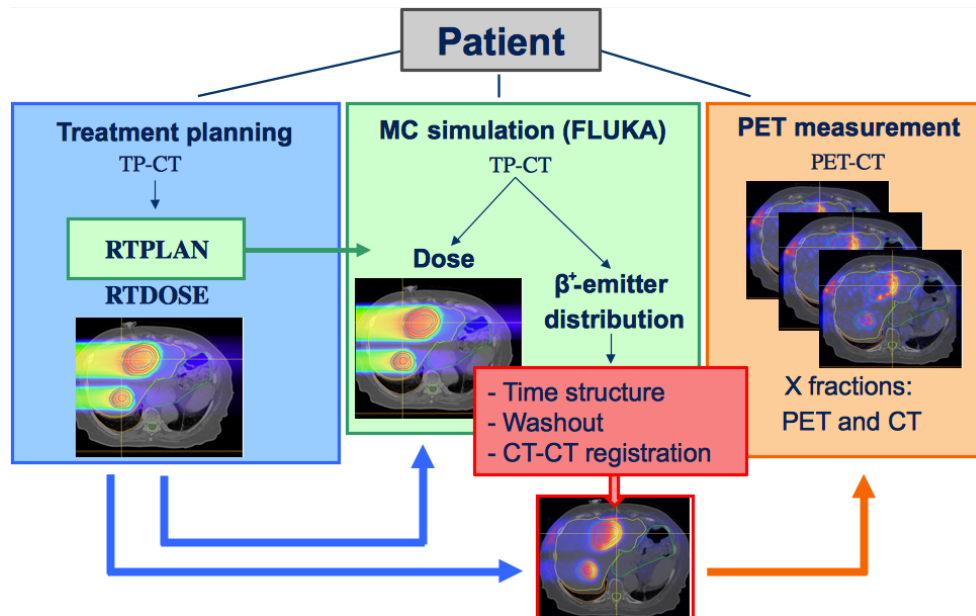 Patient
Treatment planning
TP-CT
RTPLAN
RTDOSE
MC simulation (FLUKA)
TP-CT
Dose
β⁺-emitter
distribution
- Time structure
- Washout
- CT-CT registration
PET measurement
PET-CT
X fractions:
PET and CT